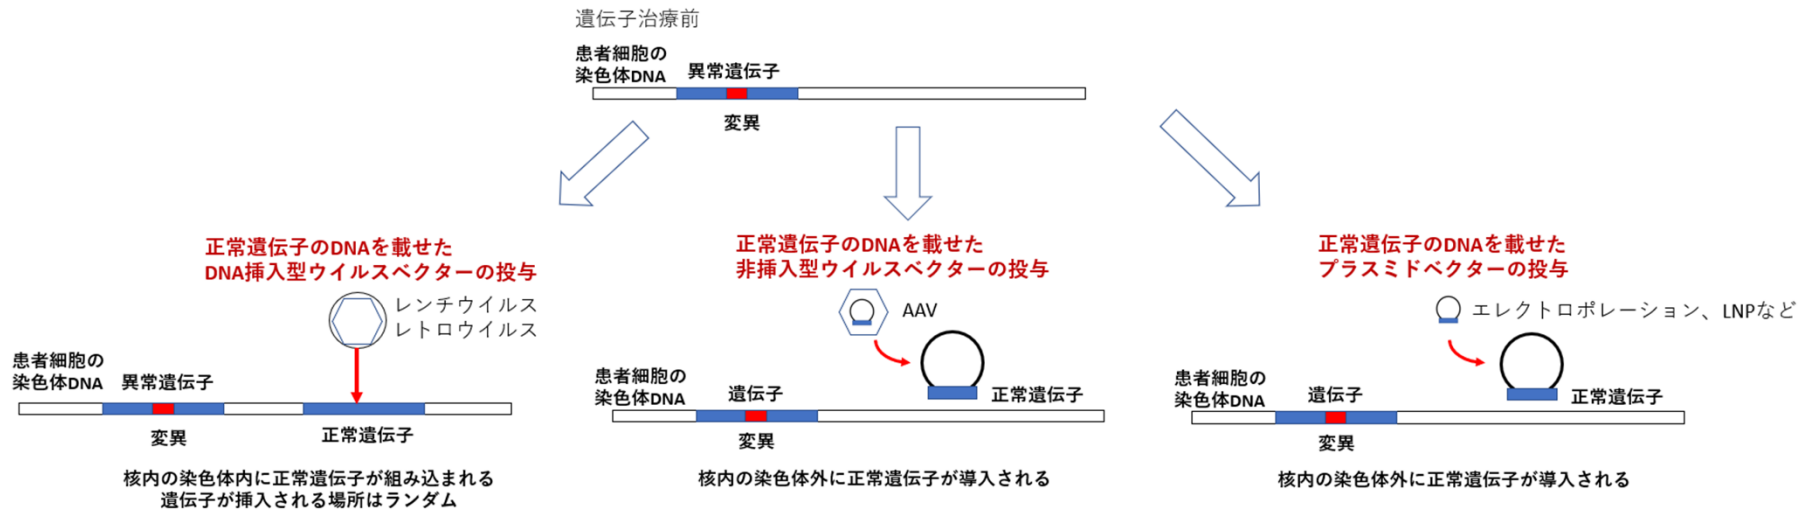 遺伝子治療前
患者細胞の
染色体DNA
異常遺伝子
変異
正常遺伝子のDNAを載せた
DNA挿入型ウイルスベクターの投与
レンチウイルス
レトロウイルス
患者細胞の
染色体DNA
異常遺伝子
変異
正常遺伝子
核内の染色体内に正常遺伝子が組み込まれる
遺伝子が挿入される場所はランダム
正常遺伝子のDNAを載せた
非挿入型ウイルスベクターの投与
AAV
患者細胞の
染色体DNA
遺伝子
変異
正常遺伝子
核内の染色体外に正常遺伝子が導入される
正常遺伝子のDNAを載せた
プラスミドベクターの投与
エレクトロポレーション、LNPなど
患者細胞の
染色体DNA
遺伝子
変異
正常遺伝子
核内の染色体外に正常遺伝子が導入される